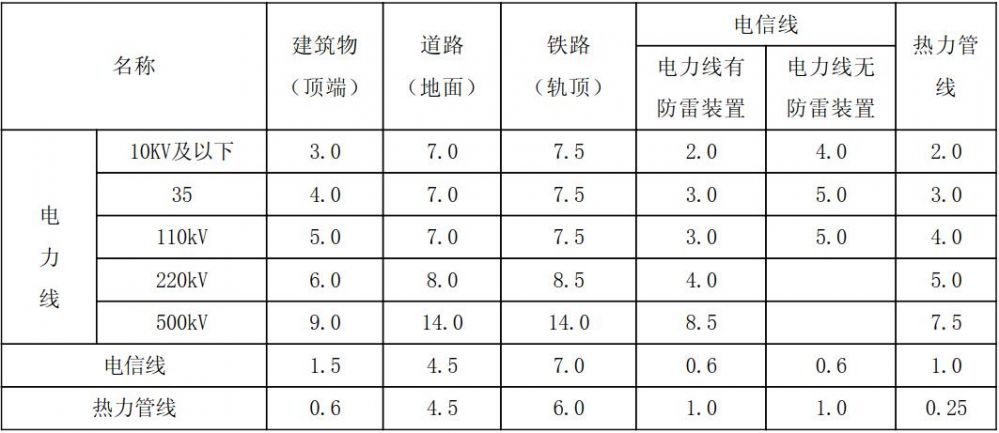 名称 建筑物（顶端） 道路（地面） 铁路（轨顶） 电信线 热力管线
电力线有防雷装置 电力线无防雷装置
电力线 10KV及以下 3.0 7.0 7.5 2.0 4.0 2.0
35 4.0 7.0 7.5 3.0 5.0 3.0
110kV 5.0 7.0 7.5 3.0 5.0 4.0
220kV 6.0 8.0 8.5 4.0 5.0
500kV 9.0 14.0 14.0 8.5 7.5
电信线 1.5 4.5 7.0 0.6 0.6 1.0
热力管线 0.6 4.5 6.0 1.0 1.0 0.25